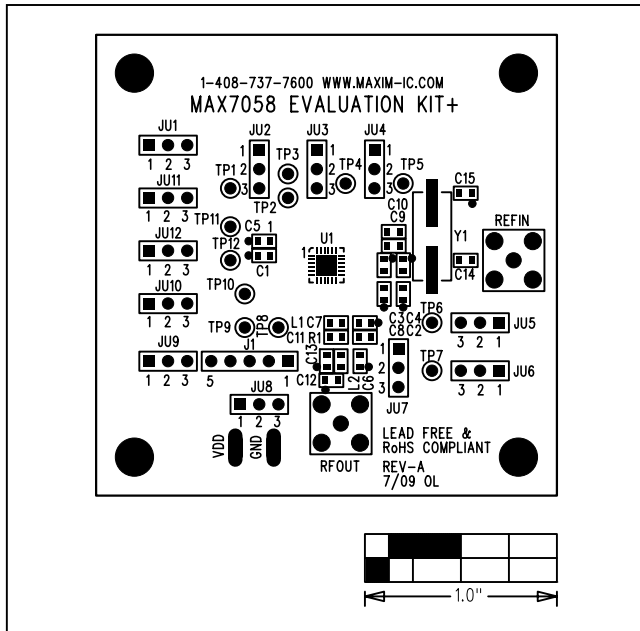 1-408-737-7600 WWW.MAXIM-IC.COM
MAX7058 EVALUATION KIT+
JU1
1 2 3
JU2
1
2
3
JU3
1
2
3
JU4
1
2
3
TP3
TP4
TP5
TP1
TP2
C15
JU11
1 2 3
C10
C9
Y1
REFIN
TP11
C5 1
TP12
C1
U1
1
JU12
1 2 3
C14
TP10
JU10
1 2 3
TP9
TP8
L1 C7
C11 R1
C3 C4
C8 C2
TP6
JU5
3 2 1
JU9
1 2 3
J1
5 1
C13
C12
L2
C6
1
2
3
JU7
TP7
JU6
3 2 1
JU8
1 2 3
VDD
GND
RFOUT
LEAD FREE &
RoHS COMPLIANT
REV-A
7/09 OL
1.0"